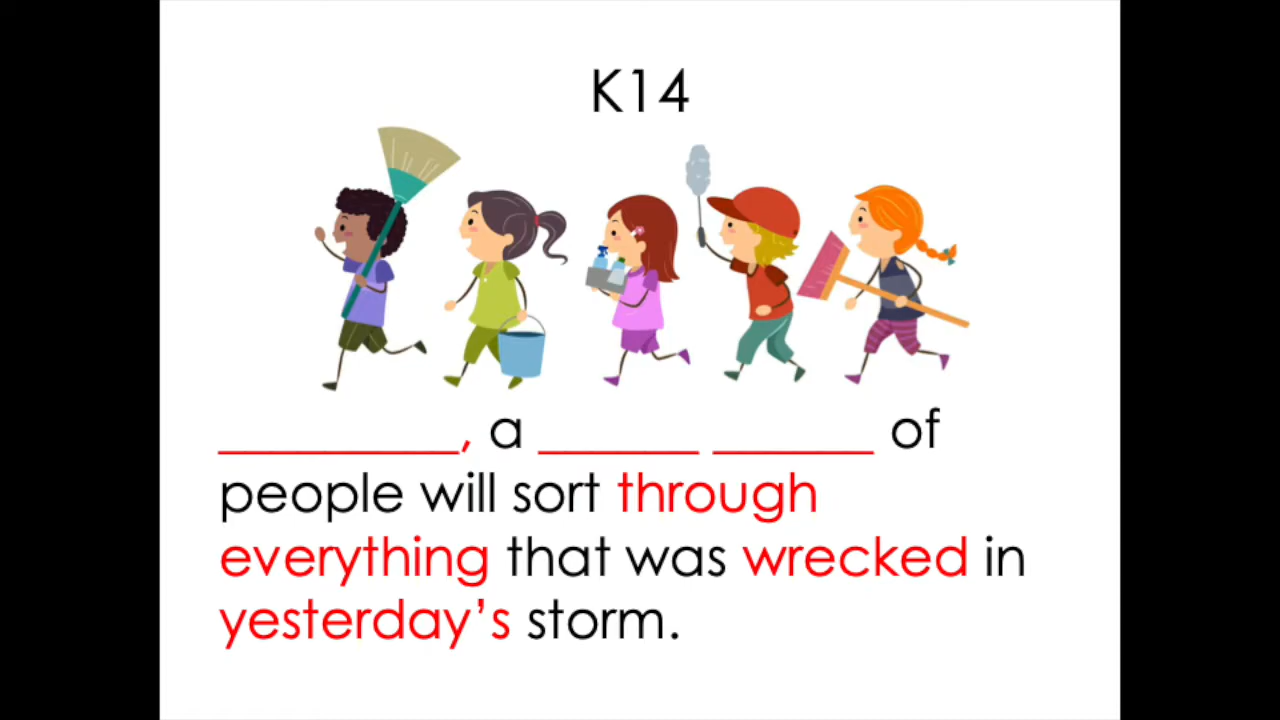 K14
_________, a ______ ______ of
people will sort through
everything that was wrecked in
yesterday's storm.